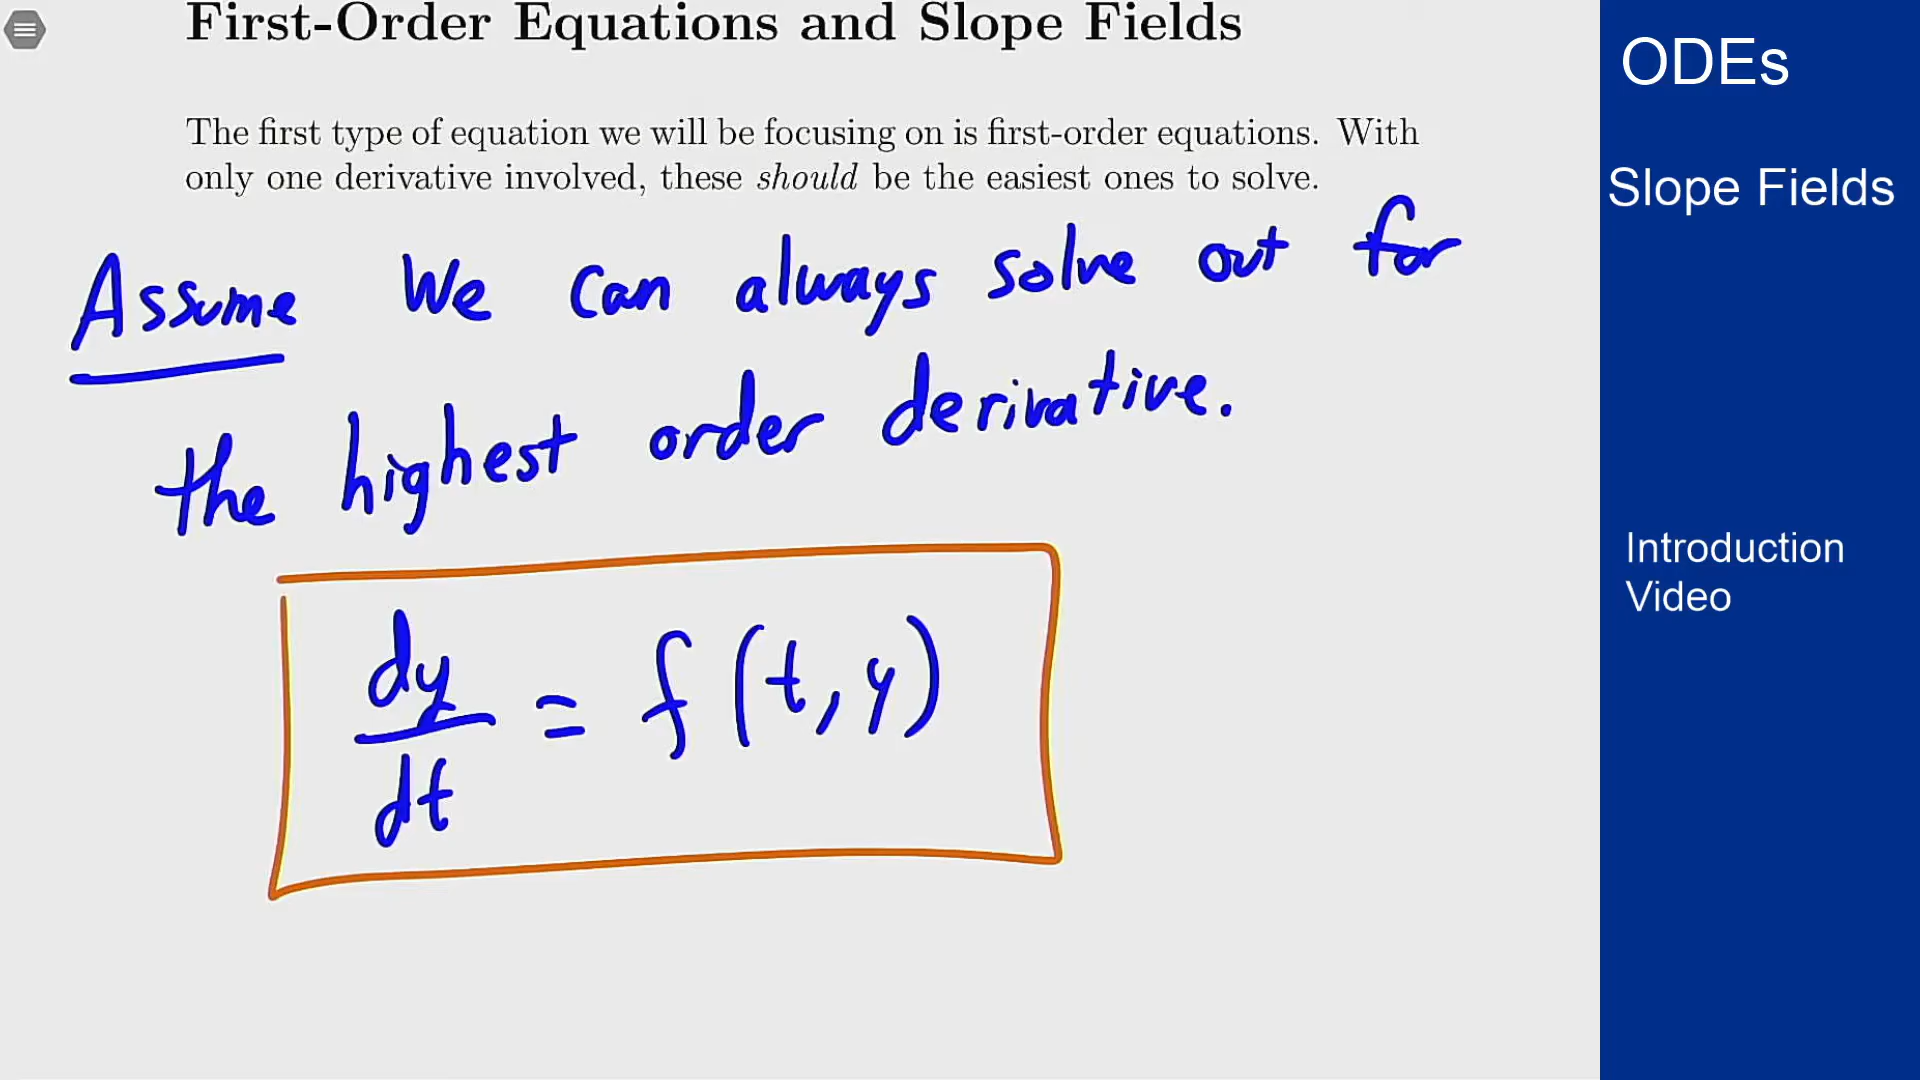 First-Order Equations and Slope Fields
The first type of equation we will be focusing on is first-order equations. With
only one derivative involved, these should be the easiest ones to solve.
Assume We can always solve out for
the highest order derivative.
dy/dt = f(t,y)
ODEs
Slope Fields
Introduction
Video